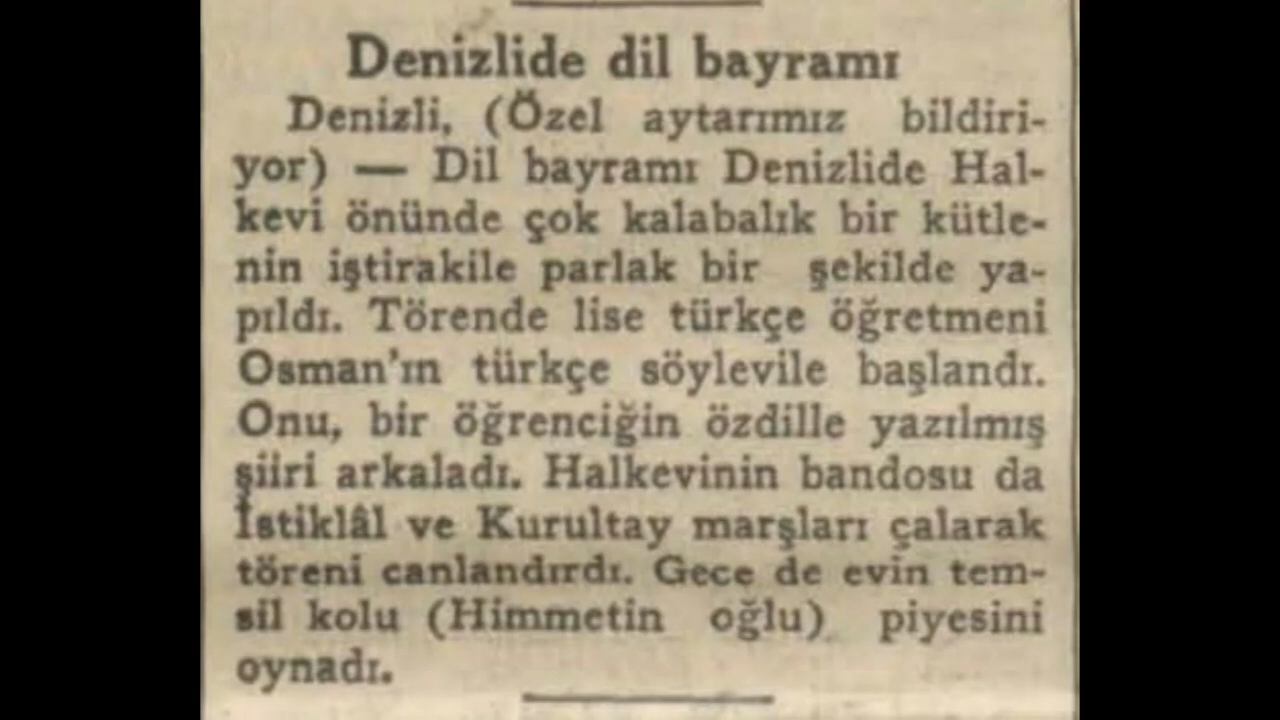 Denizlide dil bayramı
Denizli, (Özel aytarımız bildiri-
yor) — Dil bayramı Denizlide Hal-
kevi önünde çok kalabalık bir kütle-
nin iştirakile parlak bir şekilde ya-
pıldı. Törende lise türkçe öğretmeni
Osman'ın türkçe söylevile başlandı.
Onu, bir öğrenciğin özdille yazılmış
şiiri arkaladı. Halkevinin bandosu da
İstiklâl ve Kurultay marşları çalarak
töreni canlandırdı. Gece de evin tem-
sil kolu (Himmetin oğlu) piyesini
oynadı.